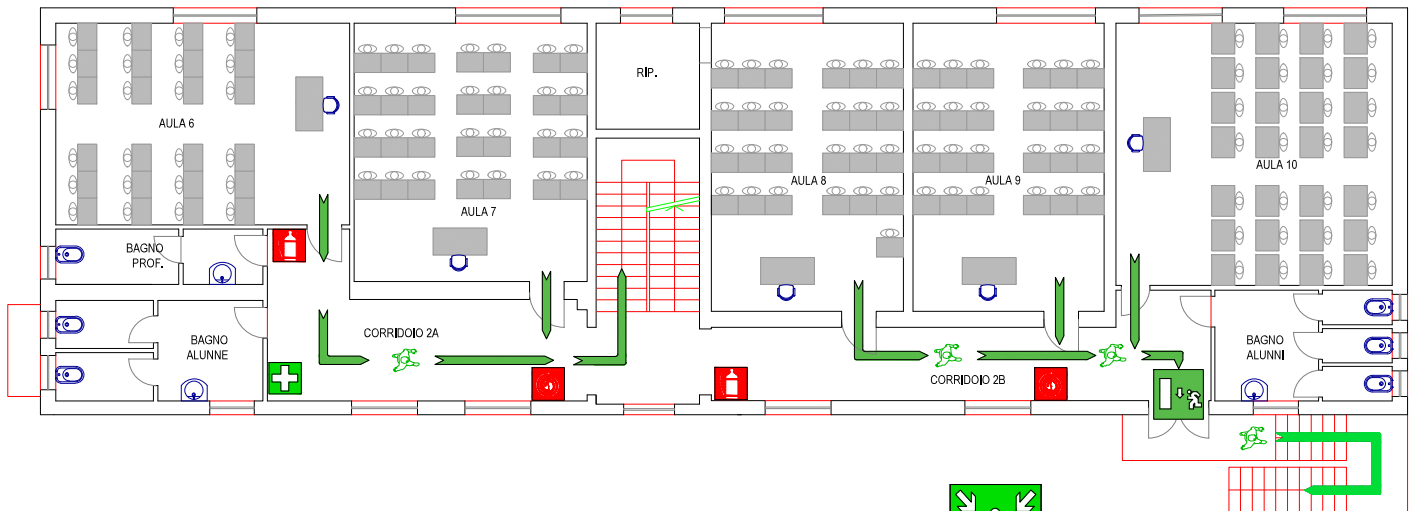 RIP.
AULA 6
AULA 7
AULA 8
AULA 9
AULA 10
BAGNO
PROF.
CORRIDOIO 2A
BAGNO
ALUNNE
CORRIDOIO 2B
BAGNO
ALUNNI